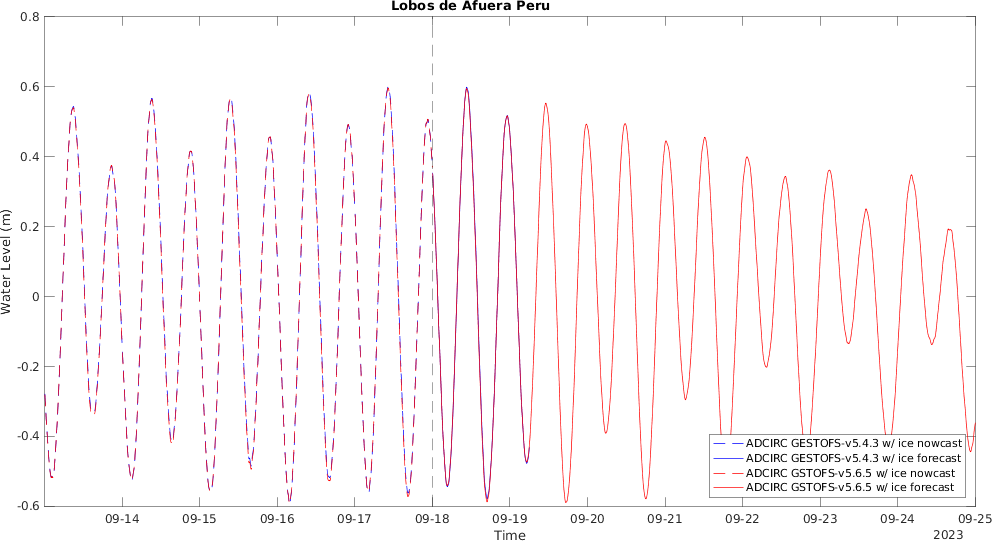 Lobos de Afuera Peru
0.8
0.6
0.4
0.2
0
-0.2
-0.4
-0.6
Water Level (m)
ADCIRC GESTOFS-v5.4.3 w/ ice nowcast
ADCIRC GESTOFS-v5.4.3 w/ ice forecast
ADCIRC GSTOFS-v5.6.5 w/ ice nowcast
ADCIRC GSTOFS-v5.6.5 w/ ice forecast
09-14 09-15 09-16 09-17 09-18 09-19 09-20 09-21 09-22 09-23 09-24 09-25
Time
2023